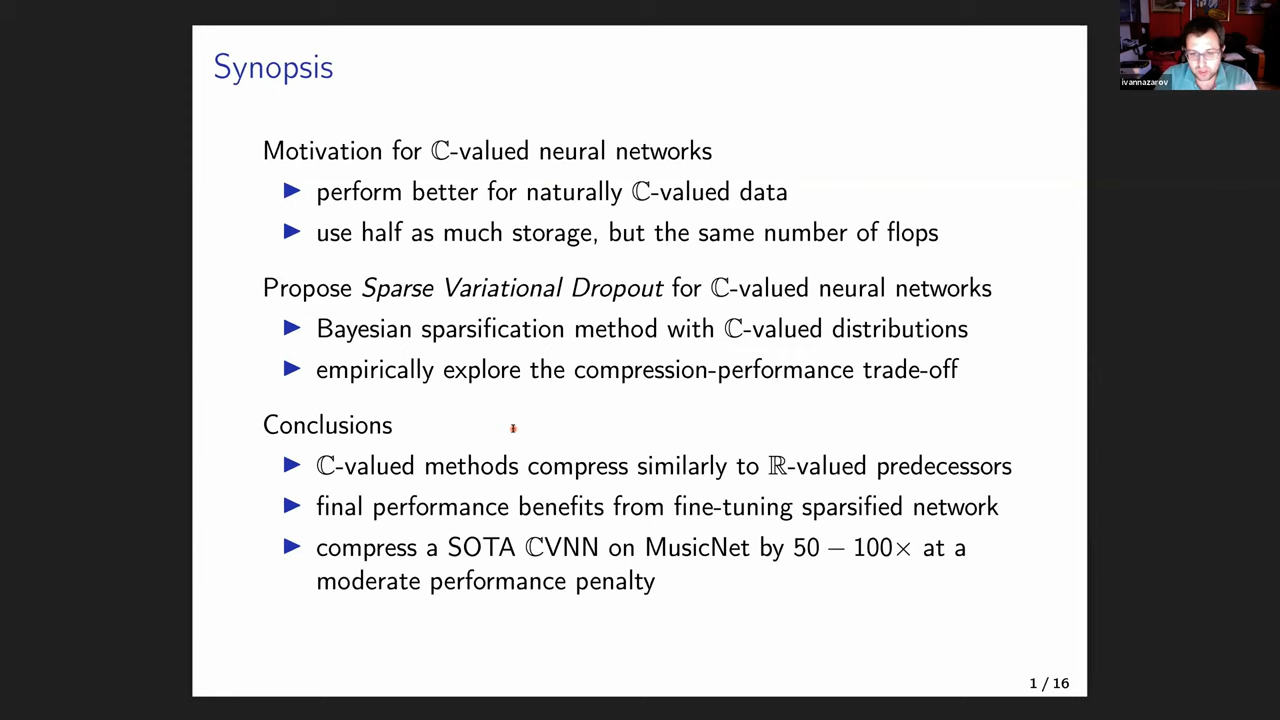 Synopsis
ivannazarov
Motivation for ℂ-valued neural networks
▶ perform better for naturally ℂ-valued data
▶ use half as much storage, but the same number of flops
Propose Sparse Variational Dropout for ℂ-valued neural networks
▶ Bayesian sparsification method with ℂ-valued distributions
▶ empirically explore the compression-performance trade-off
Conclusions
▶ ℂ-valued methods compress similarly to ℝ-valued predecessors
▶ final performance benefits from fine-tuning sparsified network
▶ compress a SOTA ℂVNN on MusicNet by 50 – 100× at a
moderate performance penalty
1 / 16